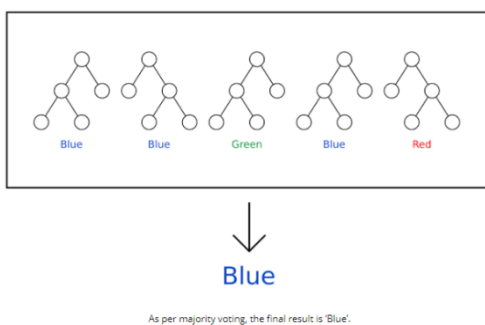 Blue Blue Green Blue Red
Blue
As per majority voting, the final result is 'Blue'.